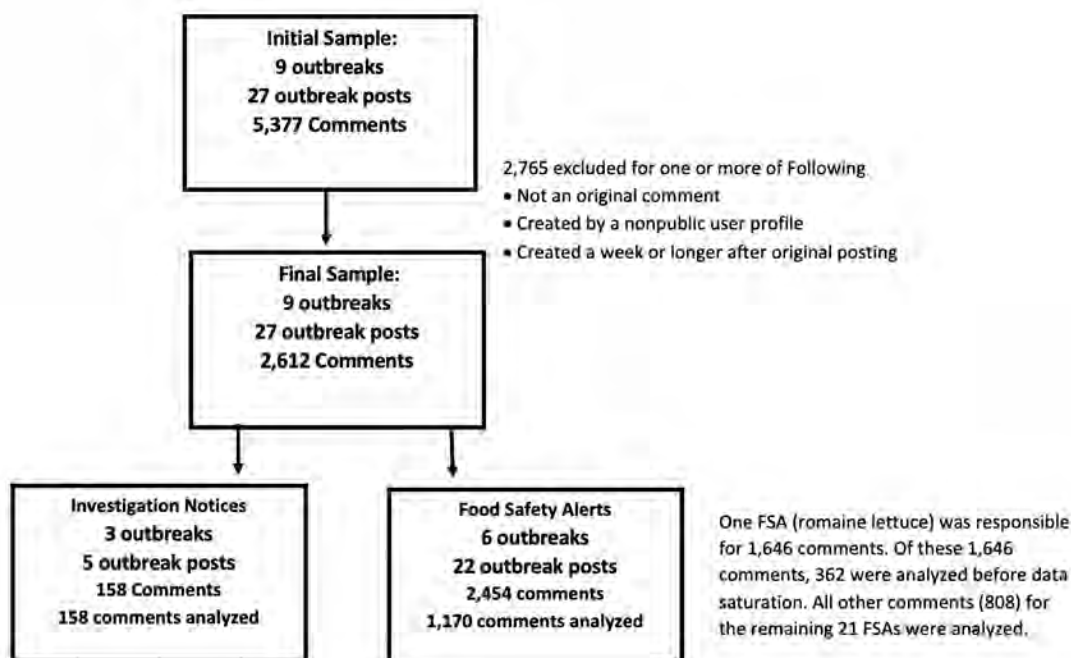 Initial Sample:
9 outbreaks
27 outbreak posts
5,377 Comments
2,765 excluded for one or more of Following
• Not an original comment
• Created by a nonpublic user profile
• Created a week or longer after original posting
Final Sample:
9 outbreaks
27 outbreak posts
2,612 Comments
Investigation Notices
3 outbreaks
5 outbreak posts
158 Comments
158 comments analyzed
Food Safety Alerts
6 outbreaks
22 outbreak posts
2,454 comments
1,170 comments analyzed
One FSA (romaine lettuce) was responsible
for 1,646 comments. Of these 1,646
comments, 362 were analyzed before data
saturation. All other comments (808) for
the remaining 21 FSAs were analyzed.